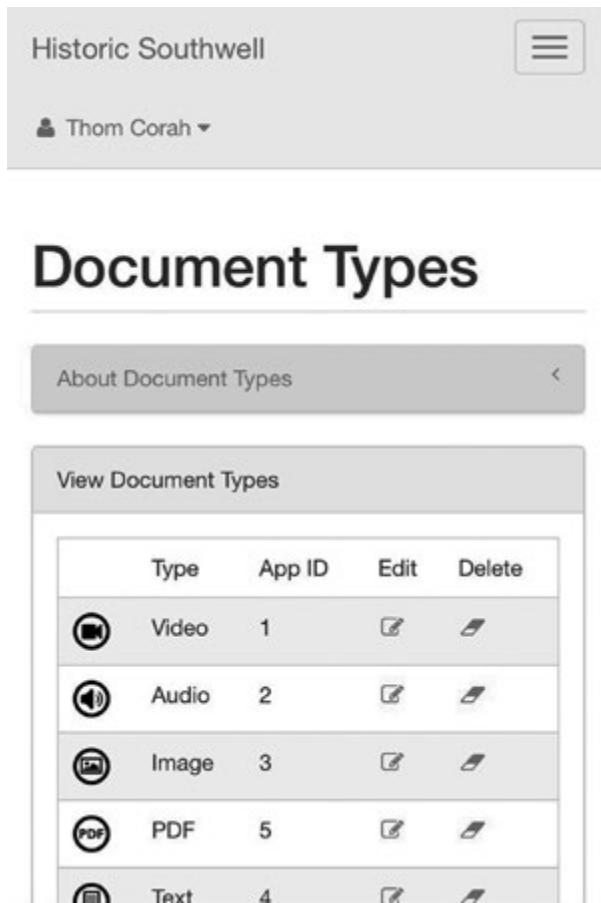 Historic Southwell
Thom Corah
Document Types
About Document Types
View Document Types
Type App ID Edit Delete
Video 1
Audio 2
Image 3
PDF PDF 5
Text 4